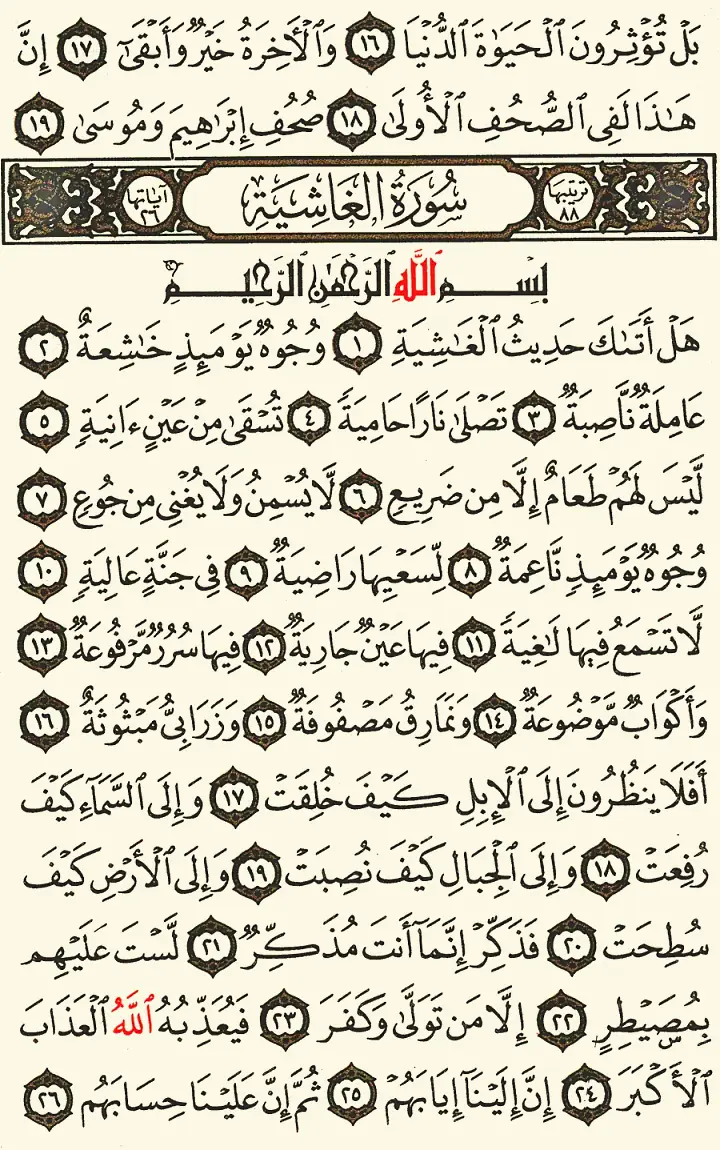 بَلْ تُؤْثِرُونَ ٱلْحَيَوٰةَ ٱلدُّنْيَا ١٦ وَٱلْءَاخِرَةُ خَيْرٌ وَأَبْقَىٰٓ ١٧ إِنَّ
هَـٰذَا لَفِى ٱلصُّحُفِ ٱلْأُولَىٰ ١٨ صُحُفِ إِبْرَٰهِيمَ وَمُوسَىٰ ١٩
ترتيبها ٨٨ سُورَةُ الغَاشِيَةِ آياتها ٢٦
بِسْمِ ٱللَّهِ ٱلرَّحْمَـٰنِ ٱلرَّحِيمِ
هَلْ أَتَىٰكَ حَدِيثُ ٱلْغَـٰشِيَةِ ١ وُجُوهٌ يَوْمَئِذٍ خَـٰشِعَةٌ ٢
عَامِلَةٌ نَّاصِبَةٌ ٣ تَصْلَىٰ نَارًا حَامِيَةً ٤ تُسْقَىٰ مِنْ عَيْنٍ ءَانِيَةٍ ٥
لَّيْسَ لَهُمْ طَعَامٌ إِلَّا مِن ضَرِيعٍ ٦ لَّا يُسْمِنُ وَلَا يُغْنِى مِن جُوعٍ ٧
وُجُوهٌ يَوْمَئِذٍ نَّاعِمَةٌ ٨ لِّسَعْيِهَا رَاضِيَةٌ ٩ فِى جَنَّةٍ عَالِيَةٍ ١٠
لَّا تَسْمَعُ فِيهَا لَـٰغِيَةً ١١ فِيهَا عَيْنٌ جَارِيَةٌ ١٢ فِيهَا سُرُرٌ مَّرْفُوعَةٌ ١٣
وَأَكْوَابٌ مَّوْضُوعَةٌ ١٤ وَنَمَارِقُ مَصْفُوفَةٌ ١٥ وَزَرَابِىُّ مَبْثُوثَةٌ ١٦
أَفَلَا يَنظُرُونَ إِلَى ٱلْإِبِلِ كَيْفَ خُلِقَتْ ١٧ وَإِلَى ٱلسَّمَآءِ كَيْفَ
رُفِعَتْ ١٨ وَإِلَى ٱلْجِبَالِ كَيْفَ نُصِبَتْ ١٩ وَإِلَى ٱلْأَرْضِ كَيْفَ
سُطِحَتْ ٢٠ فَذَكِّرْ إِنَّمَآ أَنتَ مُذَكِّرٌ ٢١ لَّسْتَ عَلَيْهِم
بِمُصَۣيْطِرٍ ٢٢ إِلَّا مَن تَوَلَّىٰ وَكَفَرَ ٢٣ فَيُعَذِّبُهُ ٱللَّهُ ٱلْعَذَابَ
ٱلْأَكْبَرَ ٢٤ إِنَّ إِلَيْنَآ إِيَابَهُمْ ٢٥ ثُمَّ إِنَّ عَلَيْنَا حِسَابَهُم ٢٦